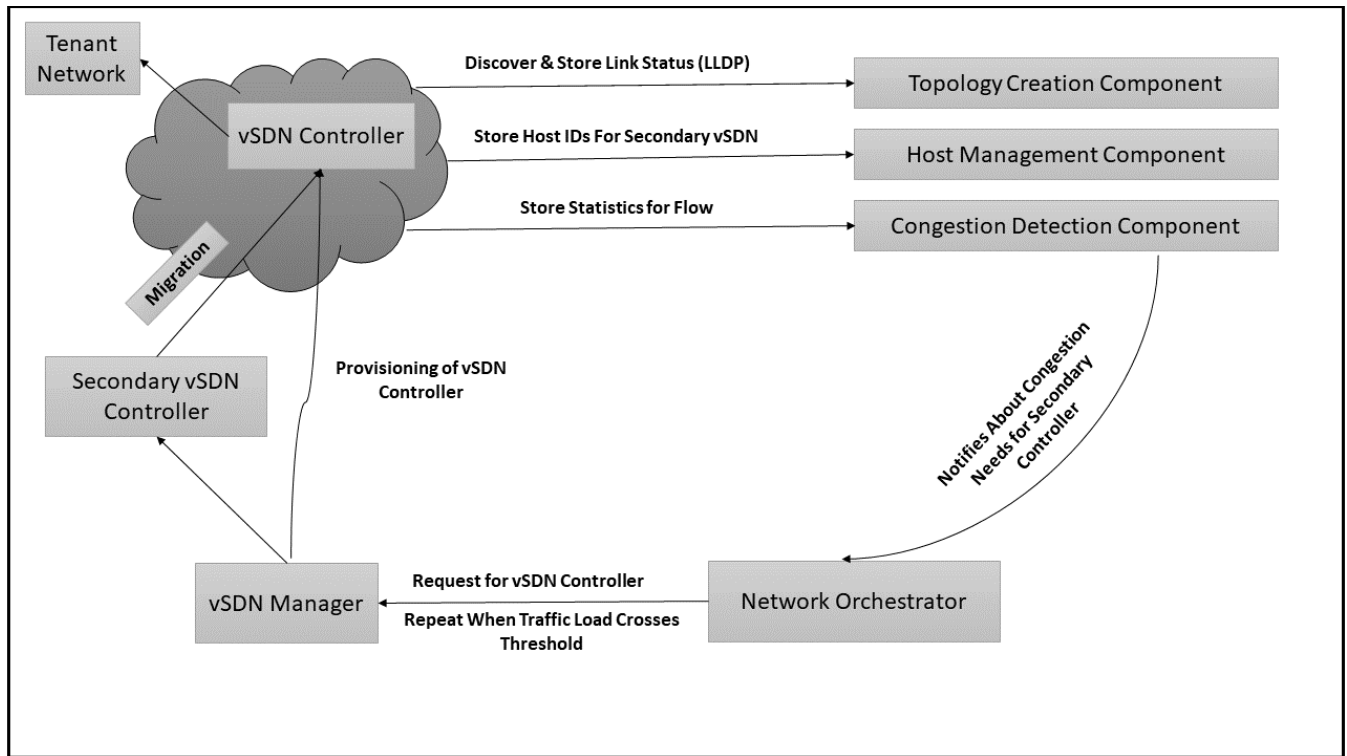 Tenant
Network
vSDN Controller
Discover & Store Link Status (LLDP)
Topology Creation Component
Store Host IDs For Secondary vSDN
Host Management Component
Store Statistics for Flow
Congestion Detection Component
Migration
Secondary vSDN
Controller
Provisioning of vSDN
Controller
Notifies About Congestion
Needs for Secondary
Controller
vSDN Manager
Request for vSDN Controller
Repeat When Traffic Load Crosses
Threshold
Network Orchestrator